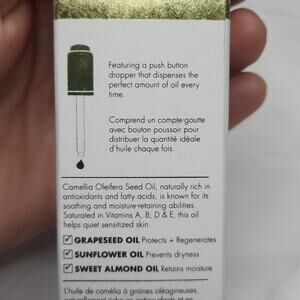 Featuring a push button
dropper that dispenses the
perfect amount of oil every
time.
Comprend un compte-goutte
avec bouton poussoir pour
distribuer la quantité idéale
d'huile chaque fois.
Camellia Oleifera Seed Oil, naturally rich in
antioxidants and fatty acids, is known for its
soothing and moisture-retaining abilities.
Saturated in Vitamins A, B, D & E, this oil
helps quiet sensitized skin.
GRAPESEED OIL Protects + Regenerates
SUNFLOWER OIL Prevents dryness
SWEET ALMOND OIL Retains moisture
L'huile de camélia à graines oléagineuses,